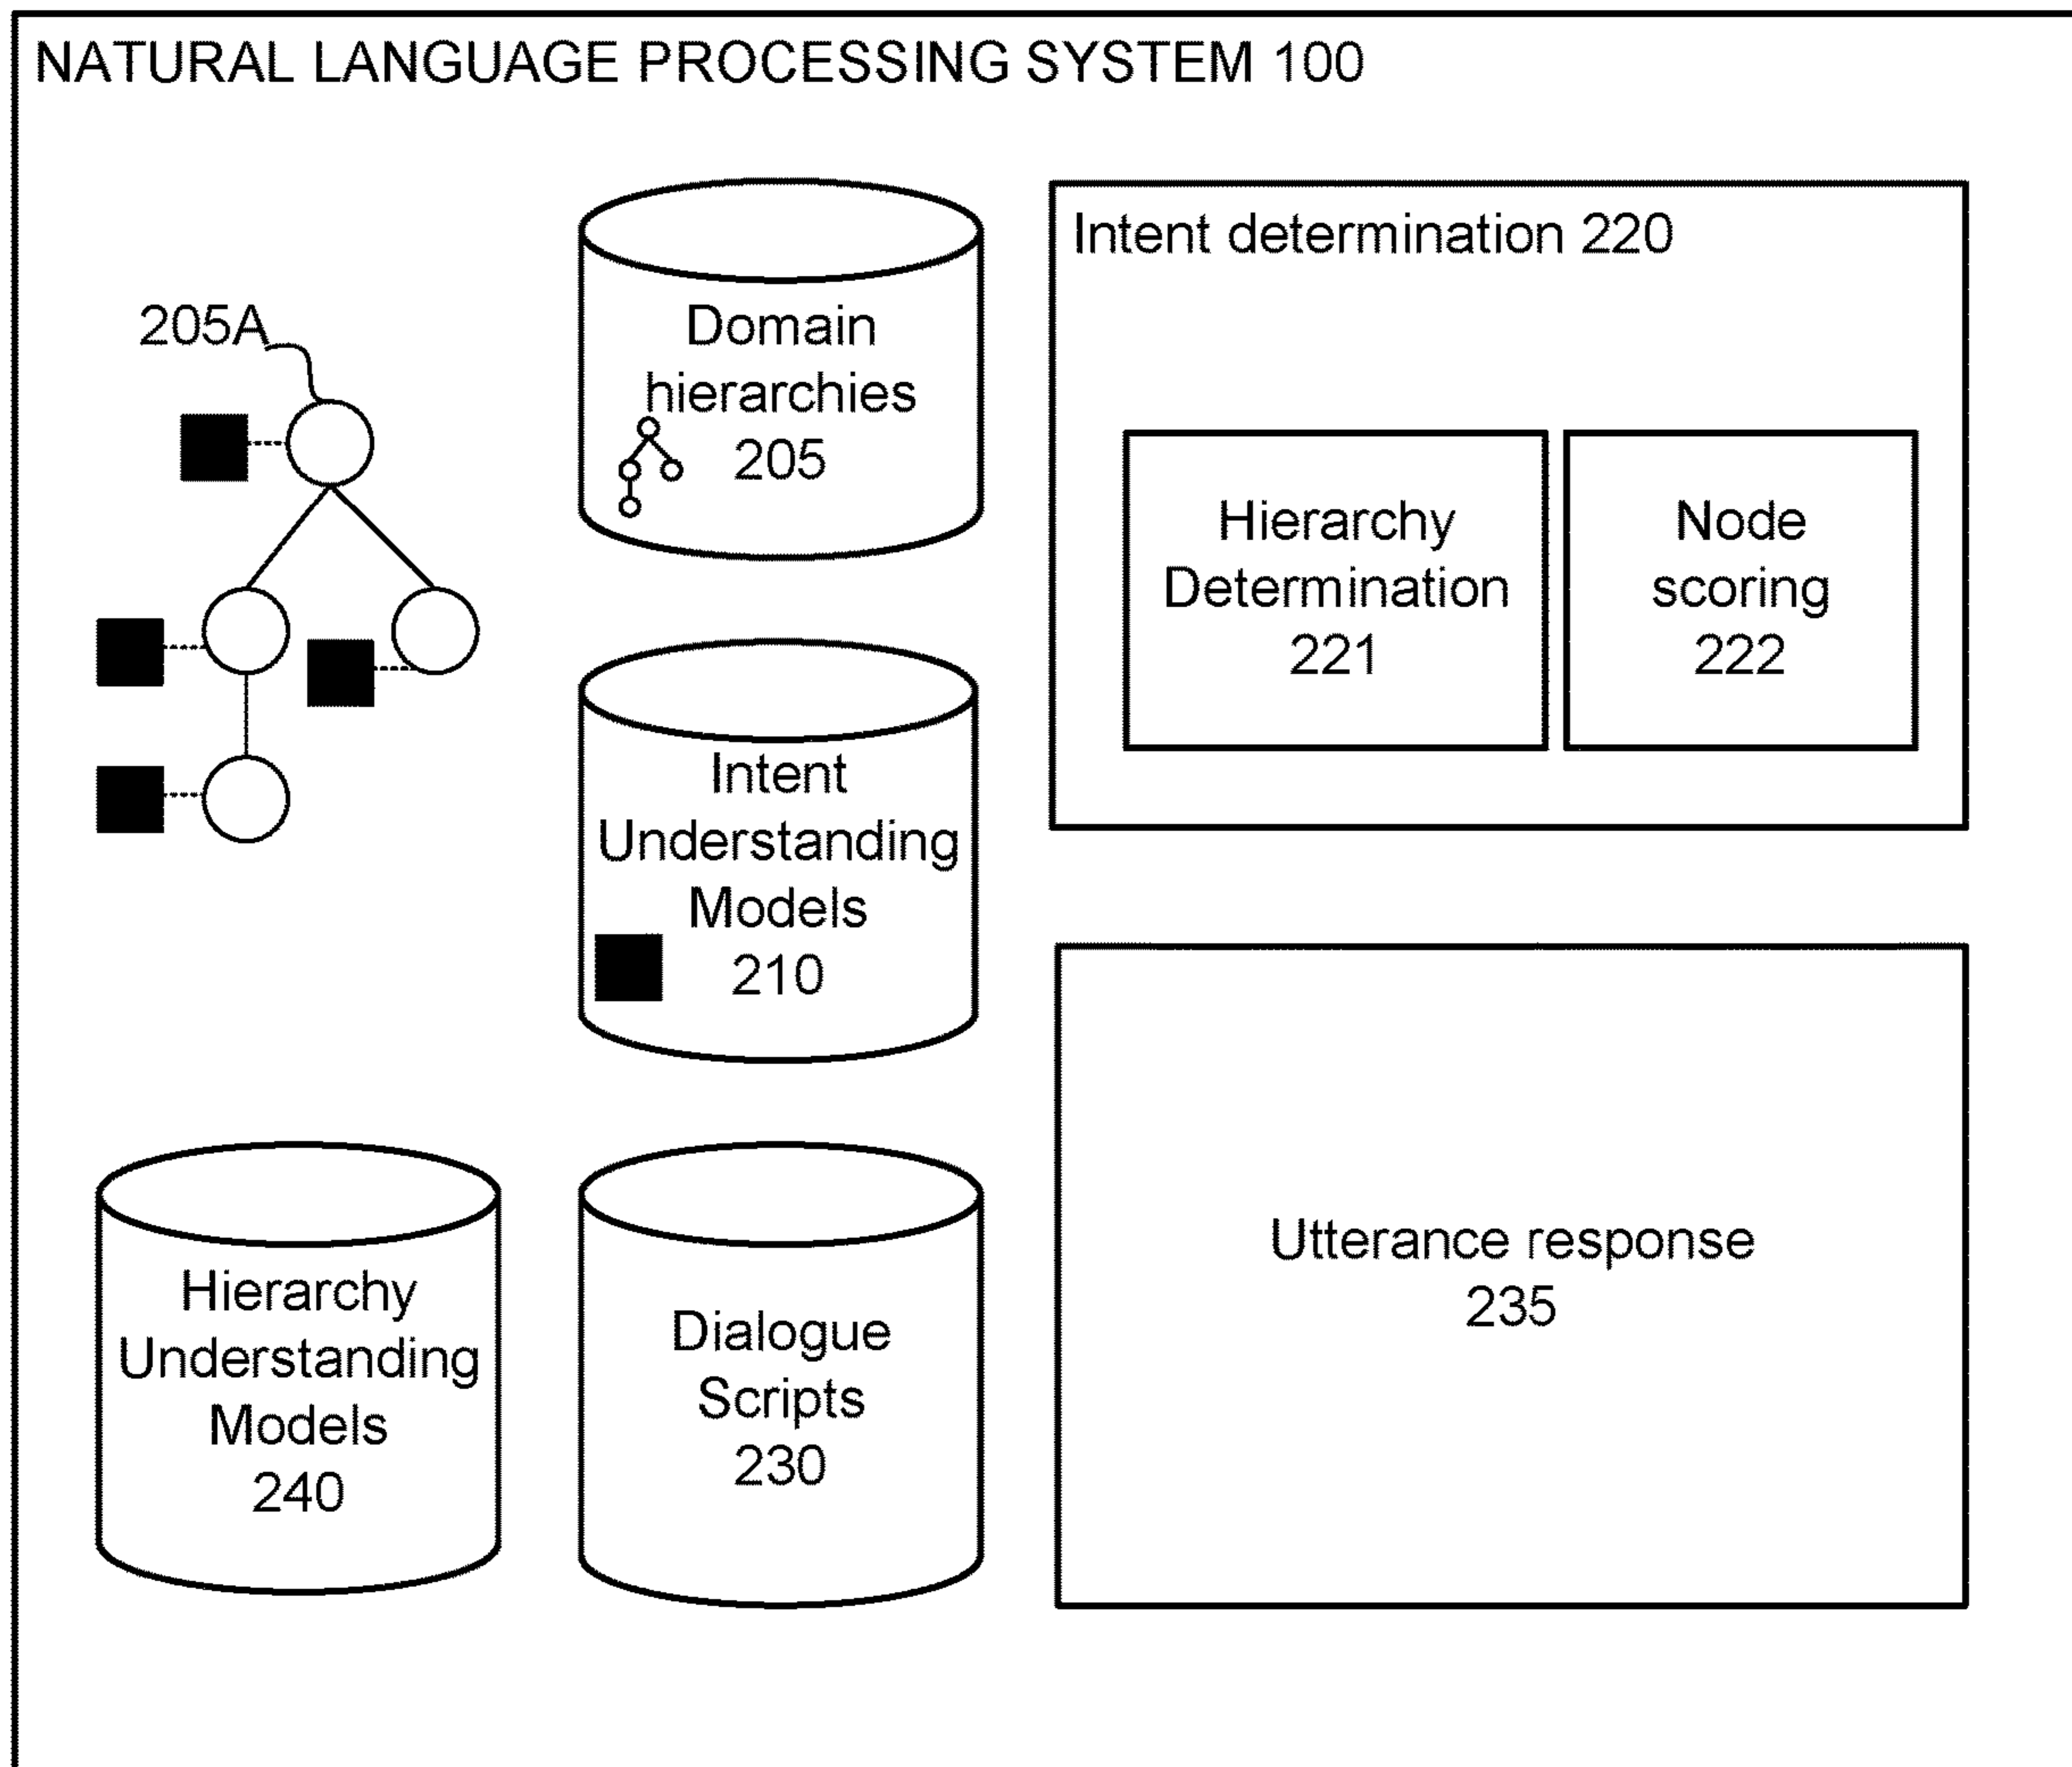 NATURAL LANGUAGE PROCESSING SYSTEM 100
205A
Domain
hierarchies
205
Intent determination 220
Hierarchy
Determination
221
Node
scoring
222
Intent
Understanding
Models
210
Hierarchy
Understanding
Models
240
Dialogue
Scripts
230
Utterance response
235